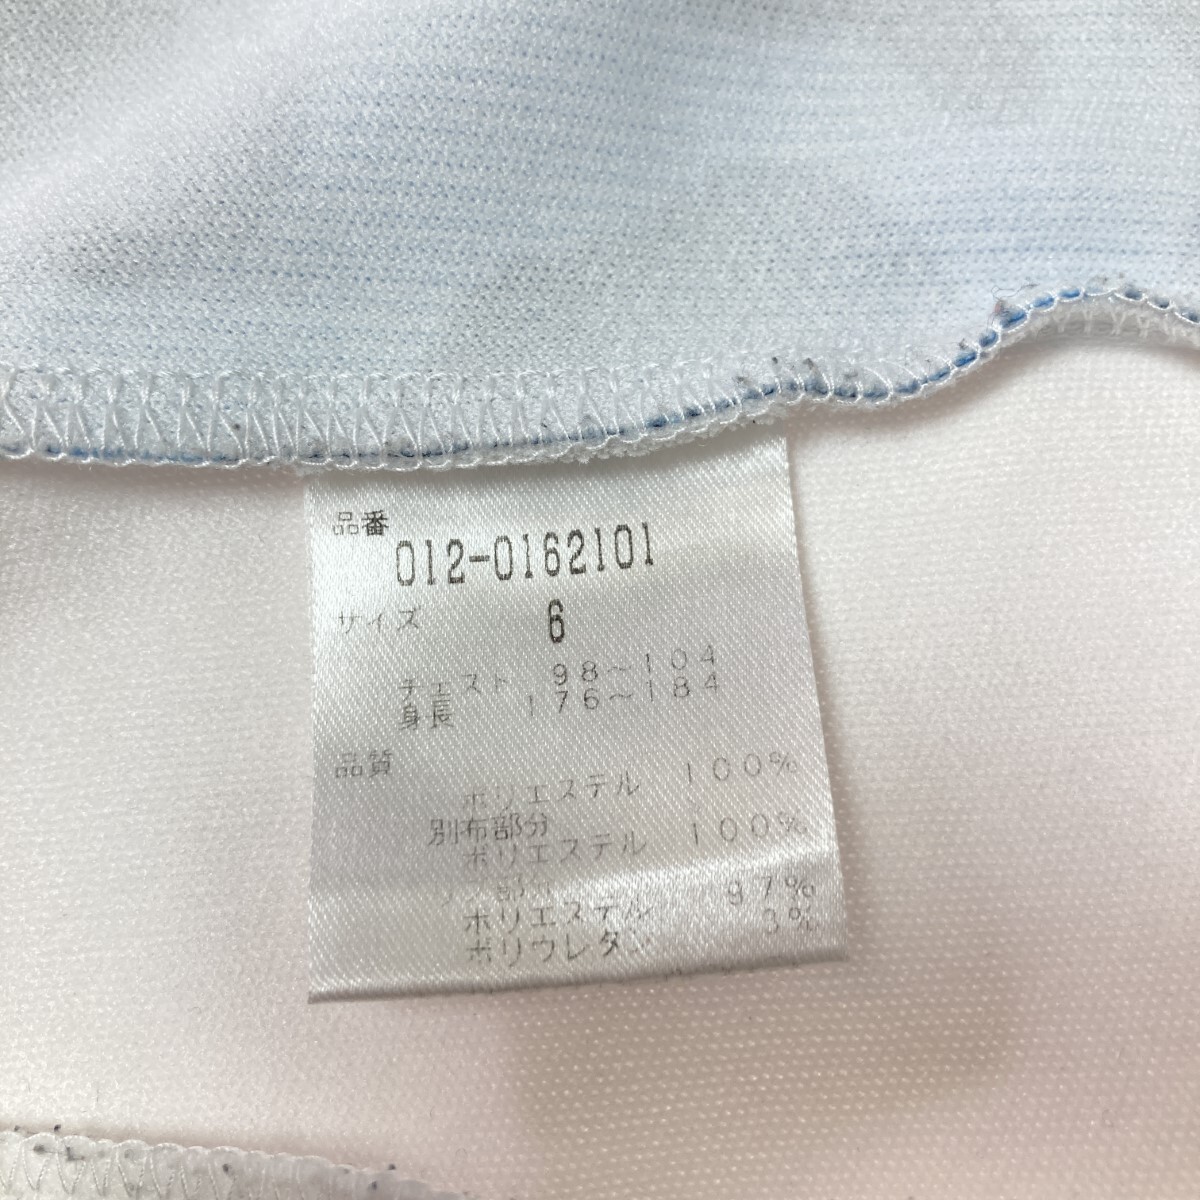 品番
012-0162101
サイズ 6
チェスト 98～104
身長 176～184
品質
ポリエステル 100%
別布部分
ポリエステル 100%
部分 97%
ポリエステル
ポリウレタン 3%